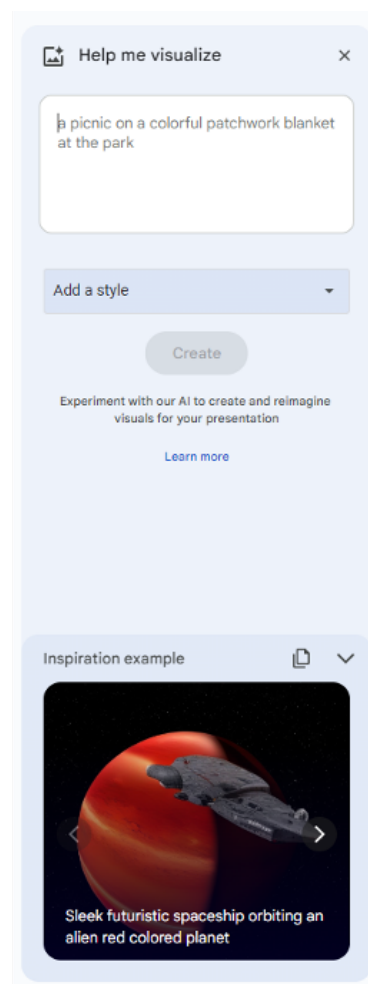 Help me visualize
a picnic on a colorful patchwork blanket
at the park
Add a style
Create
Experiment with our AI to create and reimagine
visuals for your presentation
Learn more
Inspiration example
Sleek futuristic spaceship orbiting an
alien red colored planet